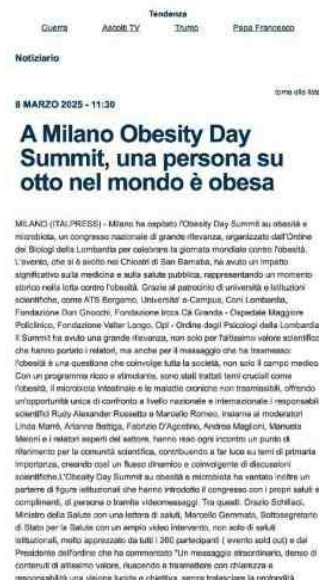 Tendenza
Guerra Ascolti TV Trump Papa Francesco
Notiziario
torna alla lista
8 MARZO 2025 - 11:30
A Milano Obesity Day
Summit, una persona su
otto nel mondo è obesa
MILANO (ITALPRESS) - Milano ha ospitato l'Obesity Day Summit su obesità e
microbiota, un congresso nazionale di grande rilevanza, organizzato dall'Ordine
dei Biologi della Lombardia per celebrare la giornata mondiale contro l'obesità.
L'evento, che si è svolto nei Chiostri di San Barnaba, ha avuto un impatto
significativo sulla medicina e sulla salute pubblica, rappresentando un momento
storico nella lotta contro l'obesità. Grazie al patrocinio di università e istituzioni
scientifiche, come ATS Bergamo, Universita' e-Campus, Coni Lombardia,
Fondazione Don Gnocchi, Fondazione Irccs Cà Granda - Ospedale Maggiore
Policlinico, Fondazione Valter Longo, Opl - Ordine degli Psicologi della Lombardia
Il Summit ha avuto una grande rilevanza, non solo per l'altissimo valore scientifico
che hanno portato i relatori, ma anche per il messaggio che ha trasmesso:
l'obesità è una questione che coinvolge tutta la società, non solo il campo medico.
Con un programma ricco e stimolante, sono stati trattati temi cruciali come
l'obesità, il microbiota intestinale e le malattie croniche non trasmissibili, offrendo
un'opportunità unica di confronto a livello nazionale e internazionale. I responsabili
scientifici Rudy Alexander Rossetto e Marcello Romeo, insieme ai moderatori
Linda Marré, Arianna Bettiga, Fabrizio D'Agostino, Andrea Maglioni, Manuela
Meloni e i relatori esperti del settore, hanno reso ogni incontro un punto di
riferimento per la comunità scientifica, contribuendo a far luce su temi di primaria
importanza, creando così un flusso dinamico e coinvolgente di discussioni
scientifiche.L'Obesity Day Summit su obesità e microbiota ha vantato inoltre un
parterre di figure istituzionali che hanno introdotto il congresso con i propri saluti e
complimenti, di persona o tramite videomessaggi. Tra questi, Orazio Schillaci,
Ministro della Salute con una lettera di saluti, Marcello Gemmato, Sottosegretario
di Stato per la Salute con un ampio video intervento, non solo di saluti
istituzionali, molto apprezzato da tutti i 260 partecipanti ( evento sold out) e dal
Presidente dell'ordine che ha commentato "Un messaggio straordinario, denso di
contenuti di altissimo valore, riuscendo a trasmettere con chiarezza e
responsabilità una visione lucida e obiettiva, senza tralasciare la profondità